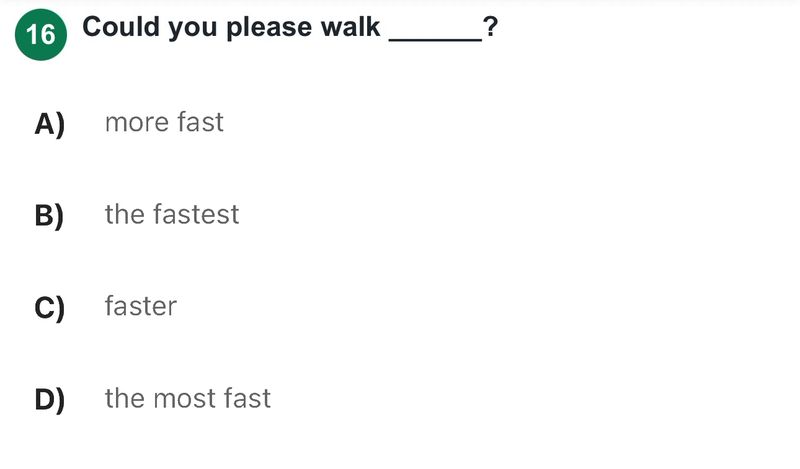 16 Could you please walk ______?
A) more fast
B) the fastest
C) faster
D) the most fast